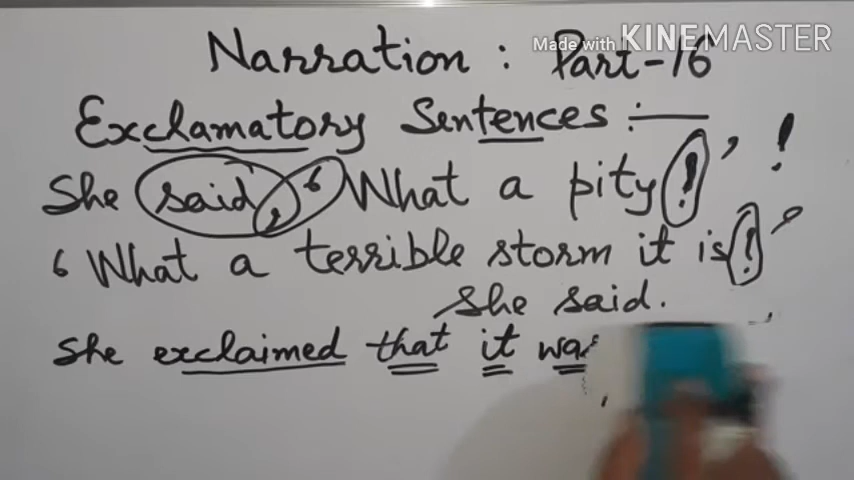 Made with KINEMASTER
Narration : Part-16
Exclamatory Sentences :—
She said, ‘What a pity!’ !
‘What a terrible storm it is!’
She said.
She exclaimed that it was